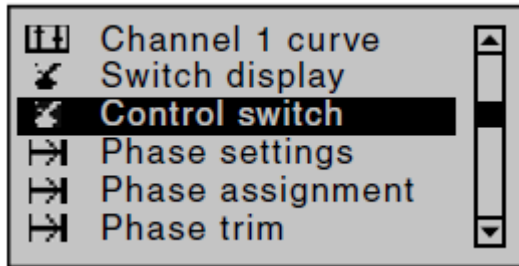 Channel 1 curve
Switch display
Control switch
Phase settings
Phase assignment
Phase trim